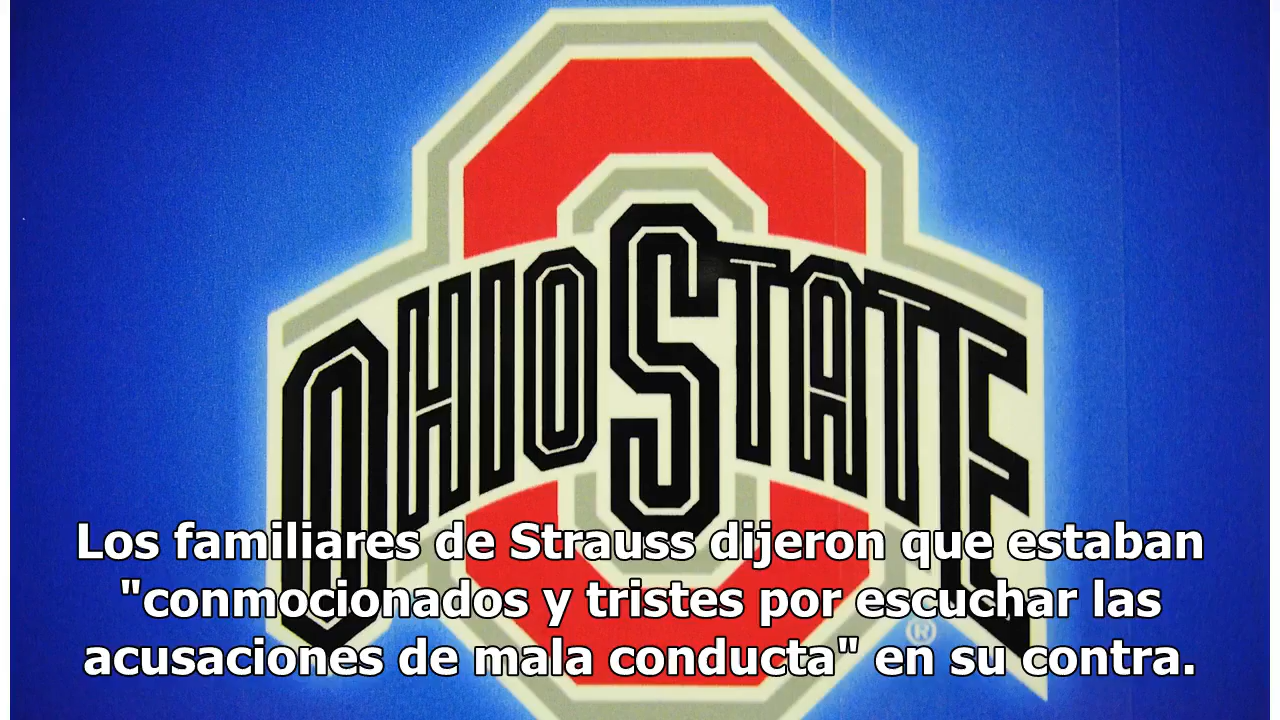 OHIO STATE
Los familiares de Strauss dijeron que estaban
"conmocionados y tristes por escuchar las
acusaciones de mala conducta" en su contra.
®